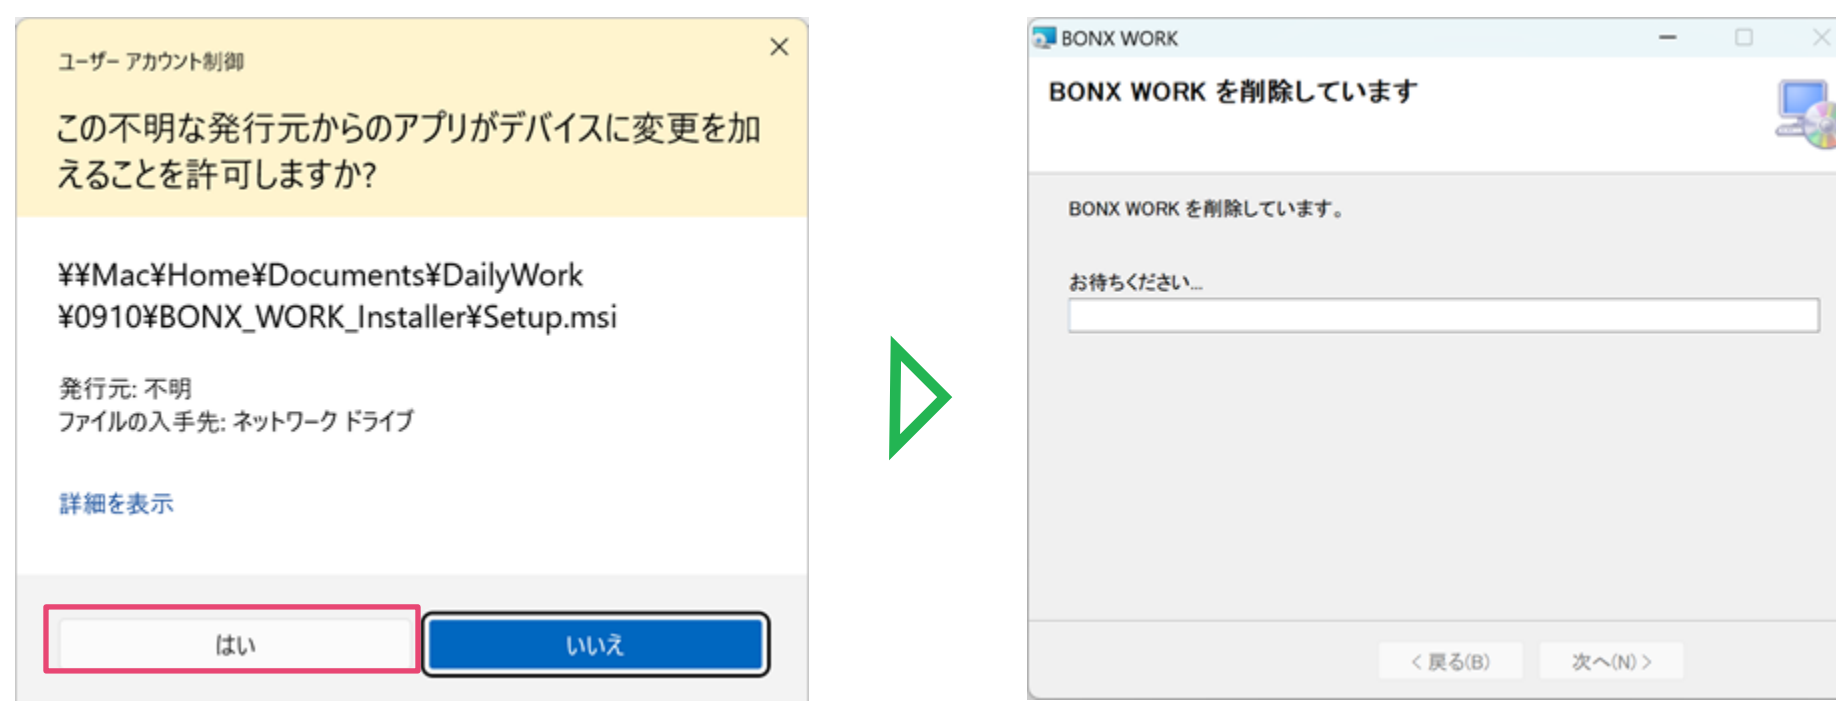 ユーザー アカウント制御
この不明な発行元からのアプリがデバイスに変更を加
えることを許可しますか?
¥¥Mac¥Home¥Documents¥DailyWork
¥0910¥BONX_WORK_Installer¥Setup.msi
発行元: 不明
ファイルの入手先: ネットワーク ドライブ
詳細を表示
はい
いいえ
BONX WORK
BONX WORK を削除しています
BONX WORK を削除しています。
お待ちください...
< 戻る(B)
次へ(N) >